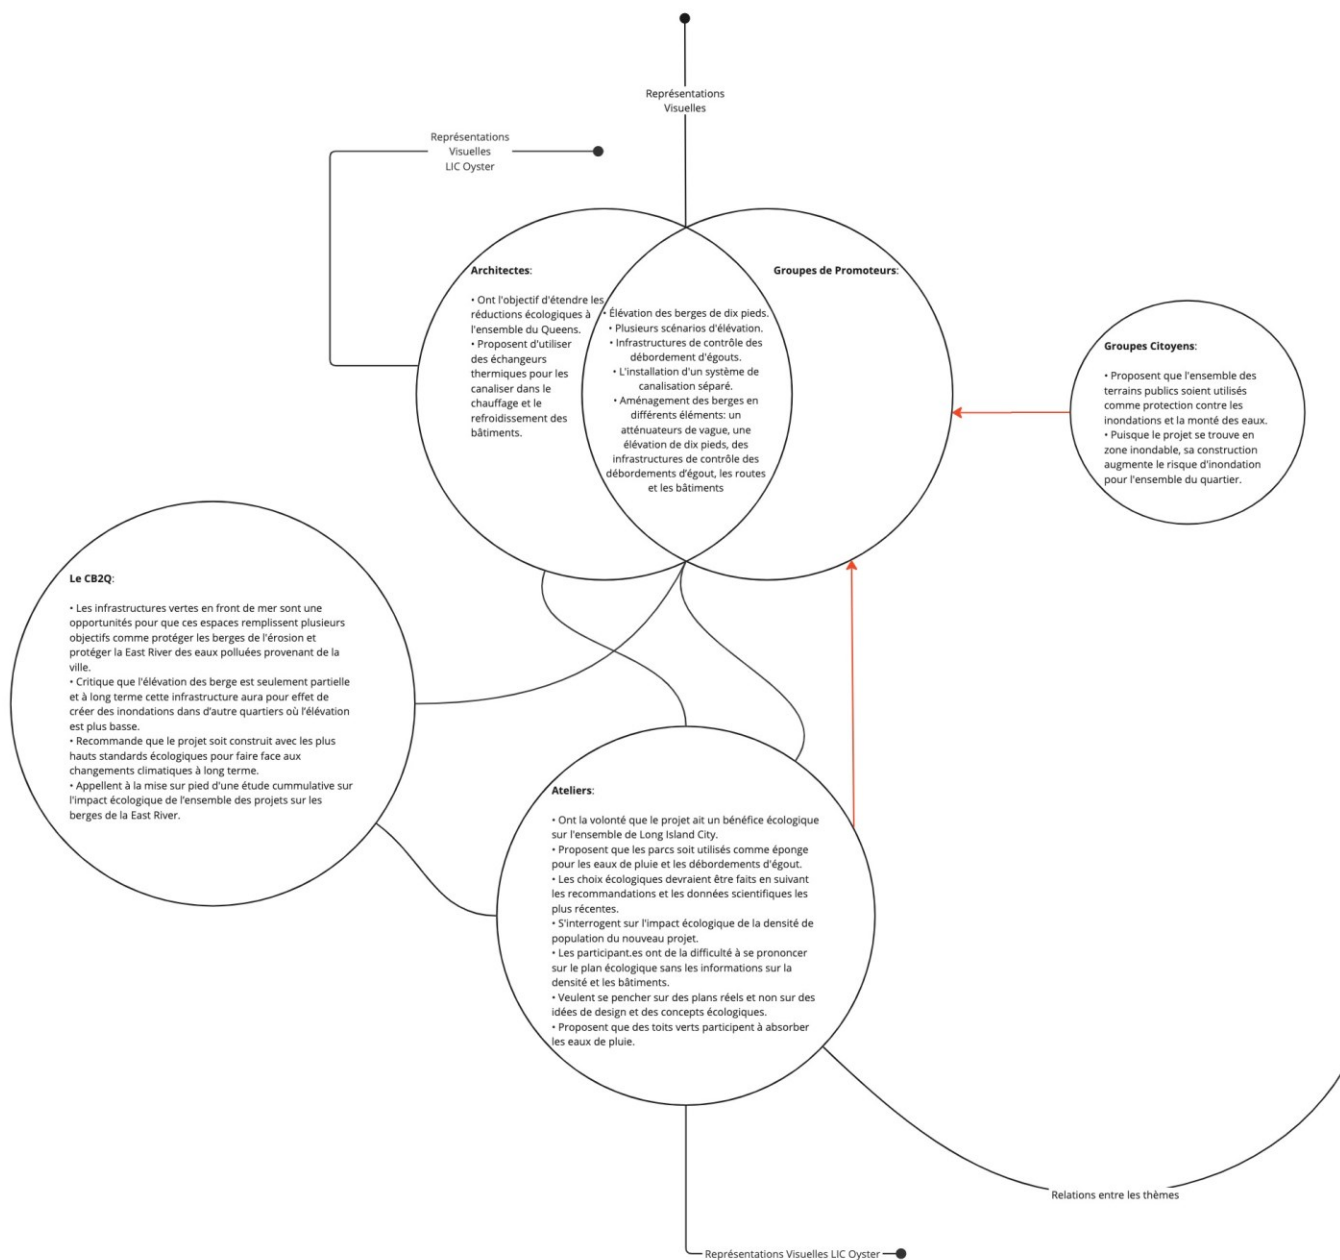 Représentations
Visuelles
Représentations
Visuelles
LIC Oyster
Architectes:
• Ont l'objectif d'étendre les
réductions écologiques à
l'ensemble du Queens.
• Proposent d'utiliser
des échangeurs
thermiques pour les
canaliser dans le
chauffage et le
refroidissement des
bâtiments.
• Élévation des berges de dix pieds.
• Plusieurs scénarios d'élévation.
• Infrastructures de contrôle des
débordement d'égouts.
• L'installation d'un système de
canalisation séparé.
• Aménagement des berges en
différents éléments: un
atténuateurs de vague, une
élévation de dix pieds, des
infrastructures de contrôle des
débordements d'égout, les routes
et les bâtiments
Groupes de Promoteurs:
Groupes Citoyens:
• Proposent que l'ensemble des
terrains publics soient utilisés
comme protection contre les
inondations et la monté des eaux.
• Puisque le projet se trouve en
zone inondable, sa construction
augmente le risque d'inondation
pour l'ensemble du quartier.
Le CB2Q:
• Les infrastructures vertes en front de mer sont une
opportunités pour que ces espaces remplissent plusieurs
objectifs comme protéger les berges de l'érosion et
protéger la East River des eaux polluées provenant de la
ville.
• Critique que l'élévation des berge est seulement partielle
et à long terme cette infrastructure aura pour effet de
créer des inondations dans d'autre quartiers où l'élévation
est plus basse.
• Recommande que le projet soit construit avec les plus
hauts standards écologiques pour faire face aux
changements climatiques à long terme.
• Appellent à la mise sur pied d'une étude cummulative sur
l'impact écologique de l'ensemble des projets sur les
berges de la East River.
Ateliers:
• Ont la volonté que le projet ait un bénéfice écologique
sur l'ensemble de Long Island City.
• Proposent que les parcs soit utilisés comme éponge
pour les eaux de pluie et les débordements d'égout.
• Les choix écologiques devraient être faits en suivant
les recommandations et les données scientifiques les
plus récentes.
• S'interrogent sur l'impact écologique de la densité de
population du nouveau projet.
• Les participant.es ont de la difficulté à se prononcer
sur le plan écologique sans les informations sur la
densité et les bâtiments.
• Veulent se pencher sur des plans réels et non sur des
idées de design et des concepts écologiques.
• Proposent que des toits verts participent à absorber
les eaux de pluie.
Relations entre les thèmes
Représentations Visuelles LIC Oyster